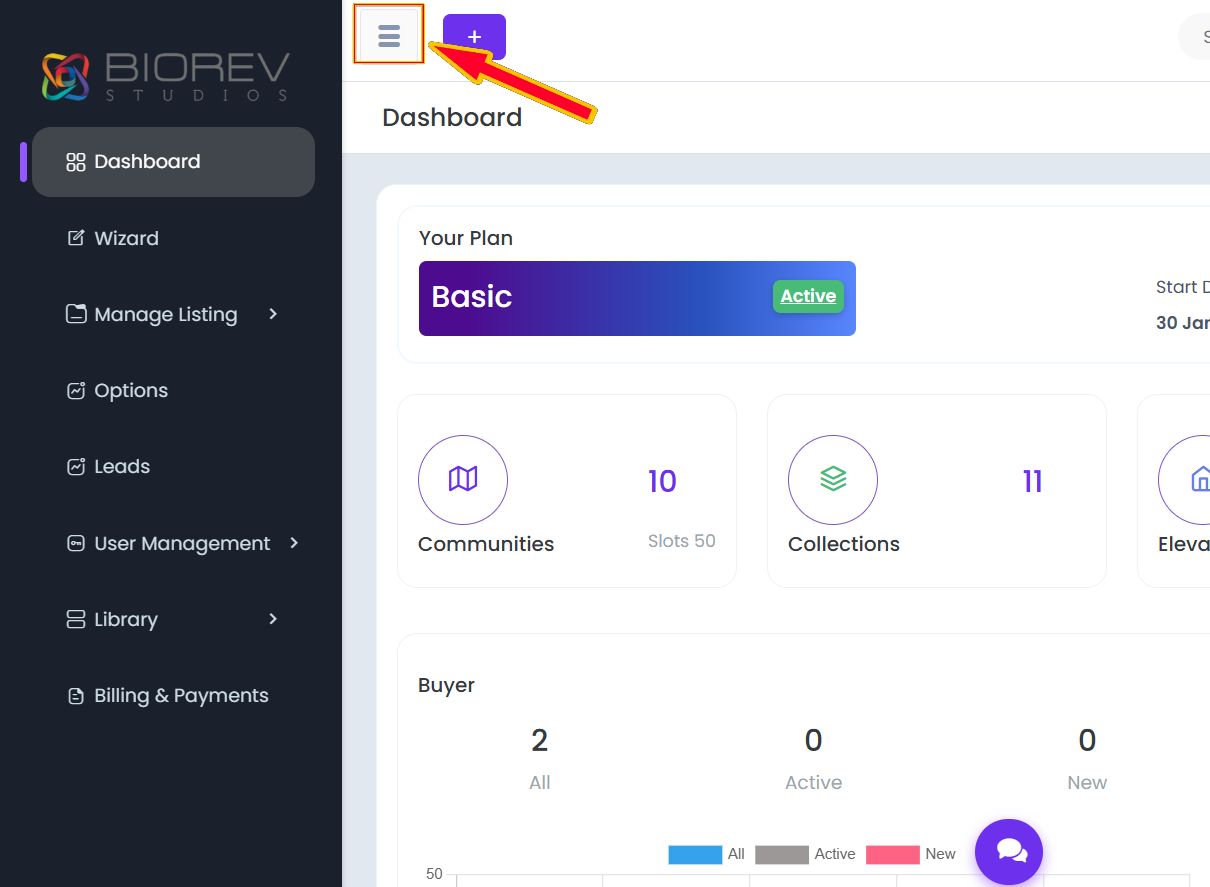 BIOREV
STUDIOS
Dashboard
Wizard
Manage Listing
Options
Leads
User Management
Library
Billing & Payments
+
S
Dashboard
Your Plan
Basic
Active
Start D
30 Jan
10
Communities
Slots 50
11
Collections
Eleva
Buyer
2
0
0
All
Active
New
All
Active
New
50